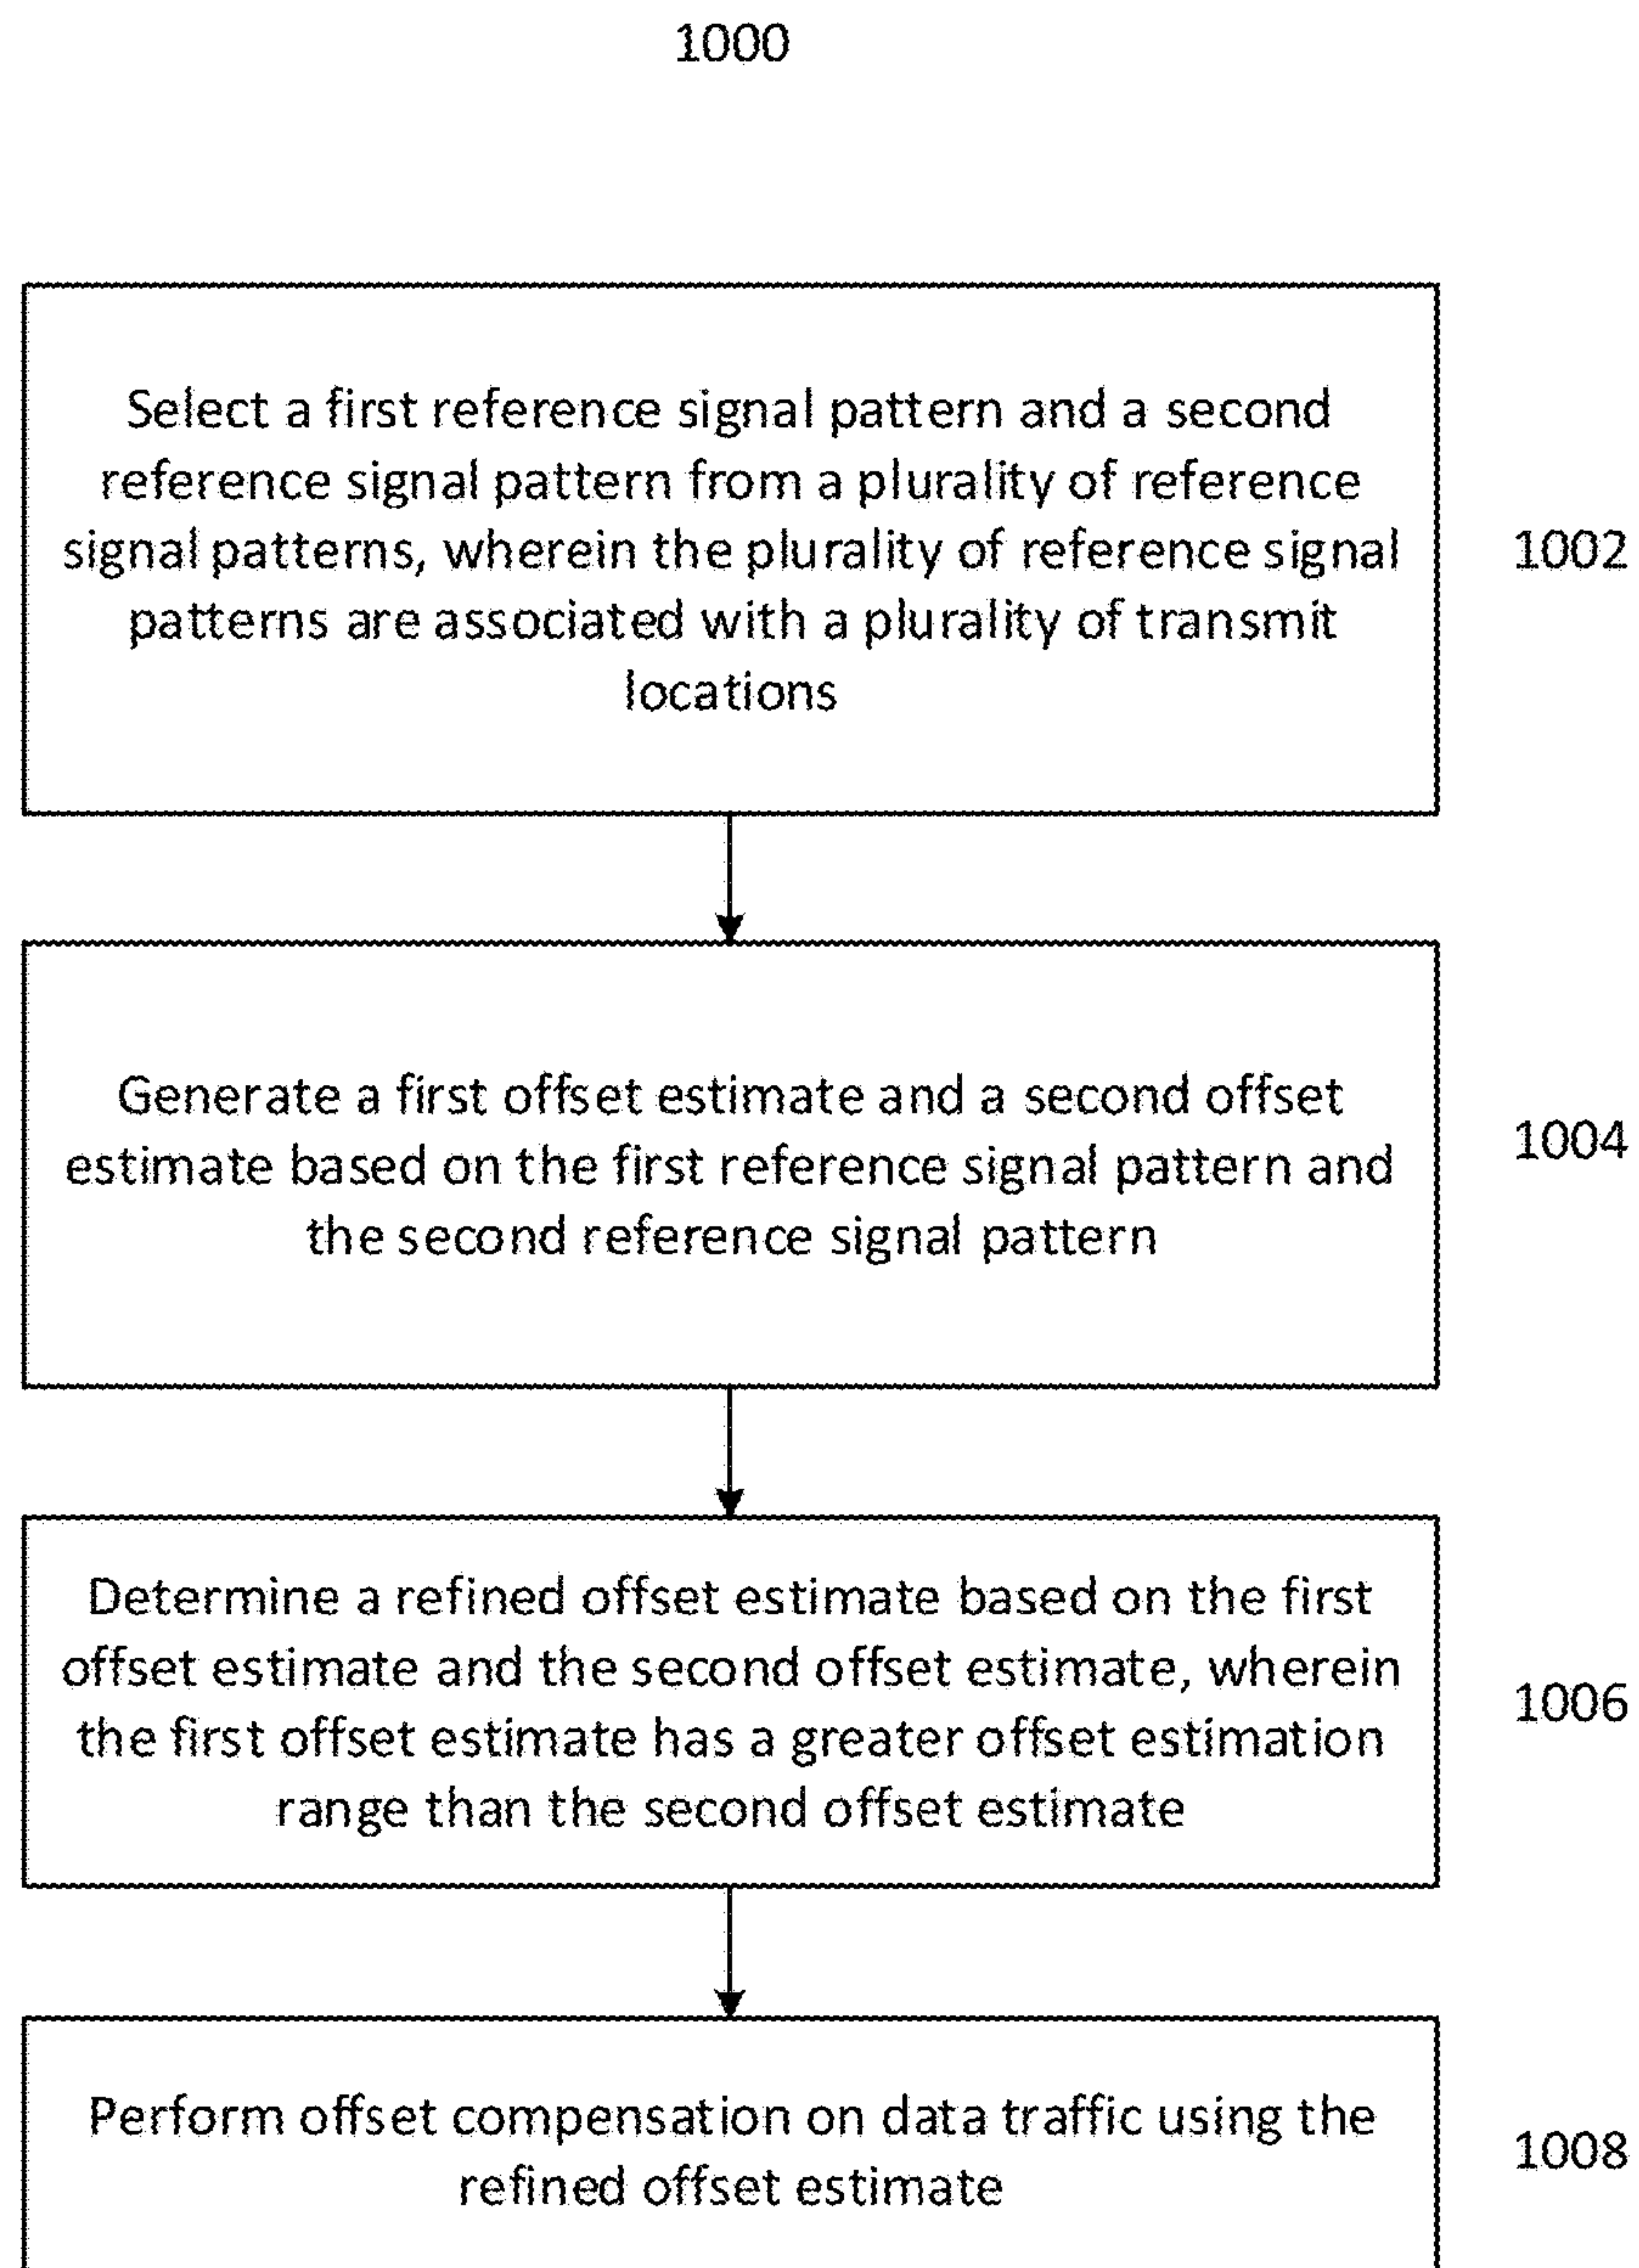 1000
Select a first reference signal pattern and a second
reference signal pattern from a plurality of reference
signal patterns, wherein the plurality of reference signal
patterns are associated with a plurality of transmit
locations
1002
Generate a first offset estimate and a second offset
estimate based on the first reference signal pattern and
the second reference signal pattern
1004
Determine a refined offset estimate based on the first
offset estimate and the second offset estimate, wherein
the first offset estimate has a greater offset estimation
range than the second offset estimate
1006
Perform offset compensation on data traffic using the
refined offset estimate
1008